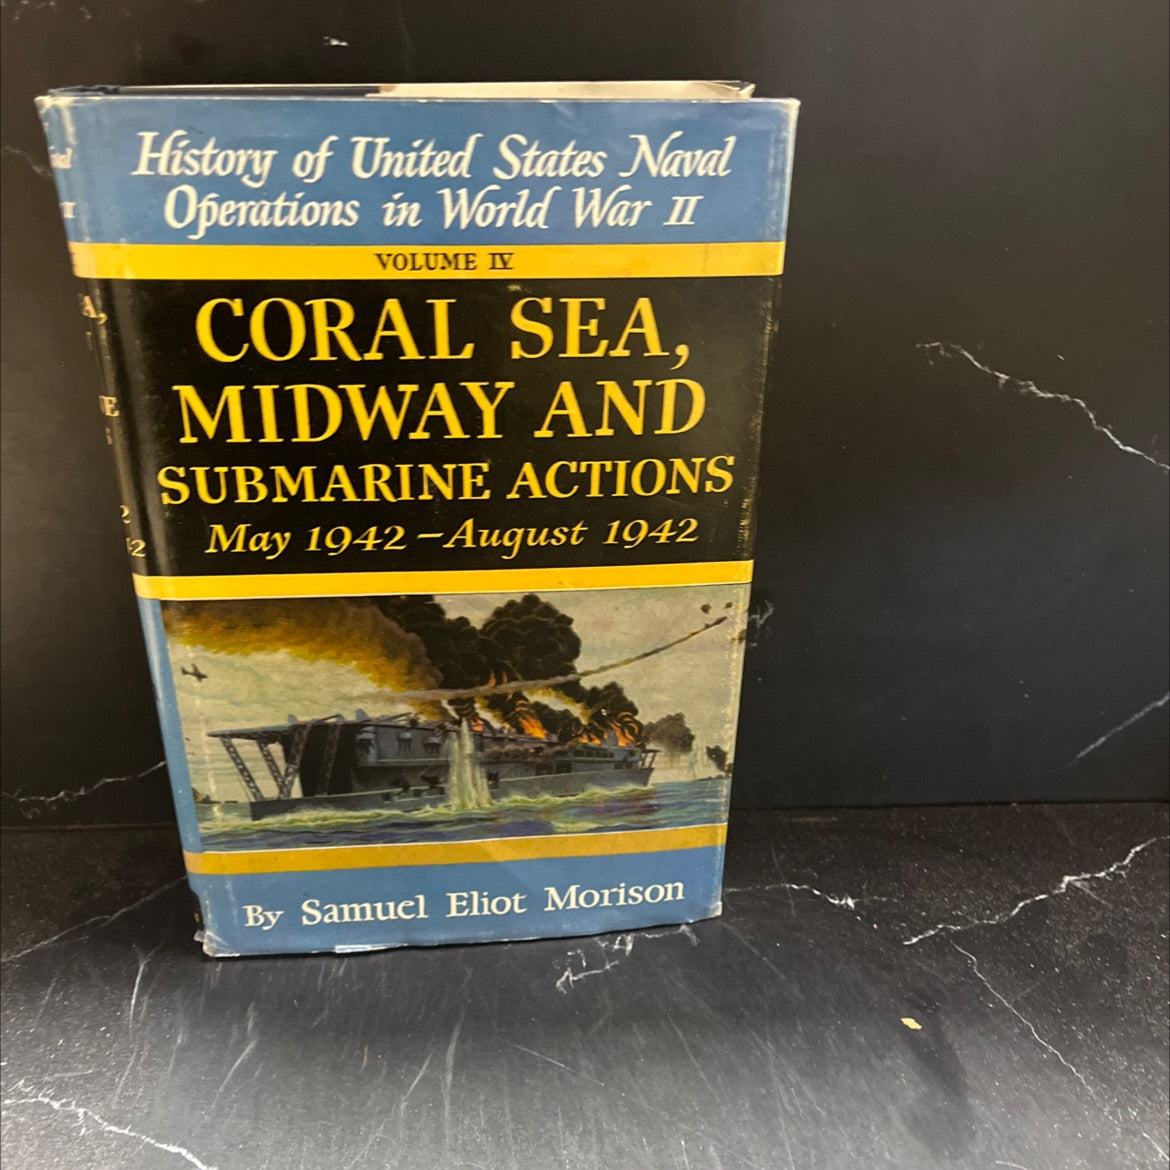 History of United States Naval
Operations in World War II
VOLUME IV
CORAL SEA,
MIDWAY AND
SUBMARINE ACTIONS
May 1942–August 1942
By Samuel Eliot Morison